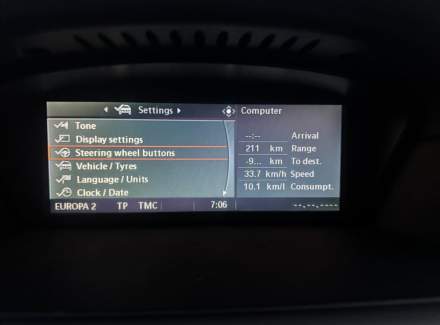 Settings
Computer
Tone
Display settings
Steering wheel buttons
Vehicle / Tyres
Language / Units
Clock / Date
--:-- Arrival
211 km Range
-9... km To dest.
33.7 km/h Speed
10.1 km/l Consumpt.
EUROPA 2 TP TMC 7:06
--.--.----